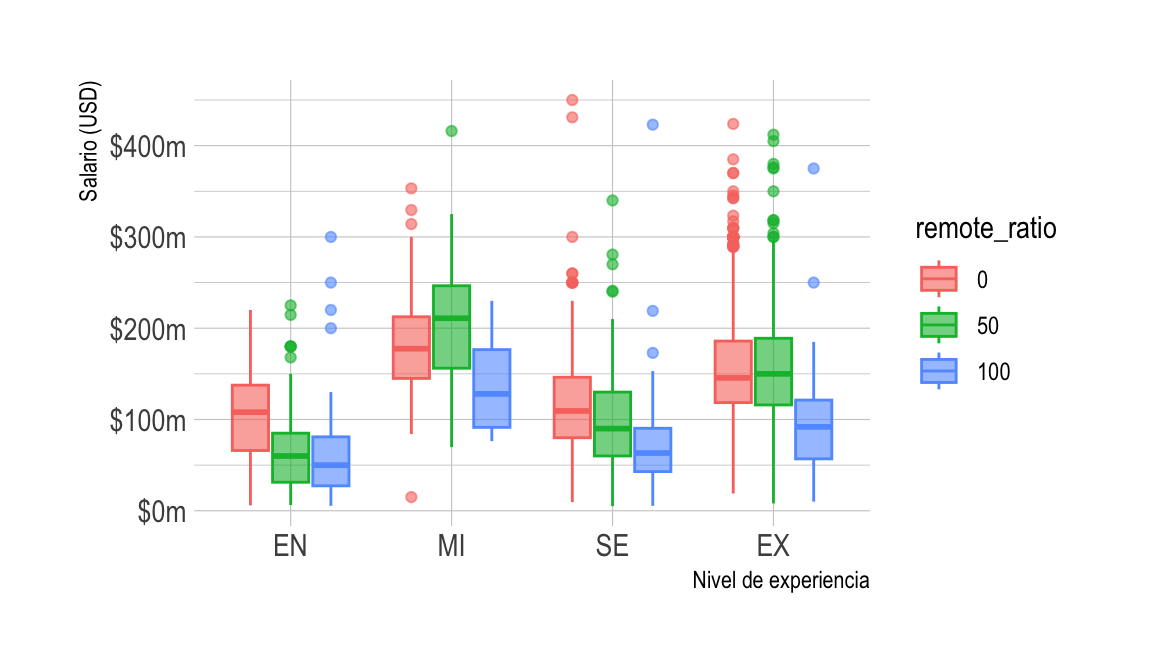 Salario (USD)
$400m
$300m
$200m
$100m
$0m
EN MI SE EX
Nivel de experiencia
remote_ratio
0
50
100